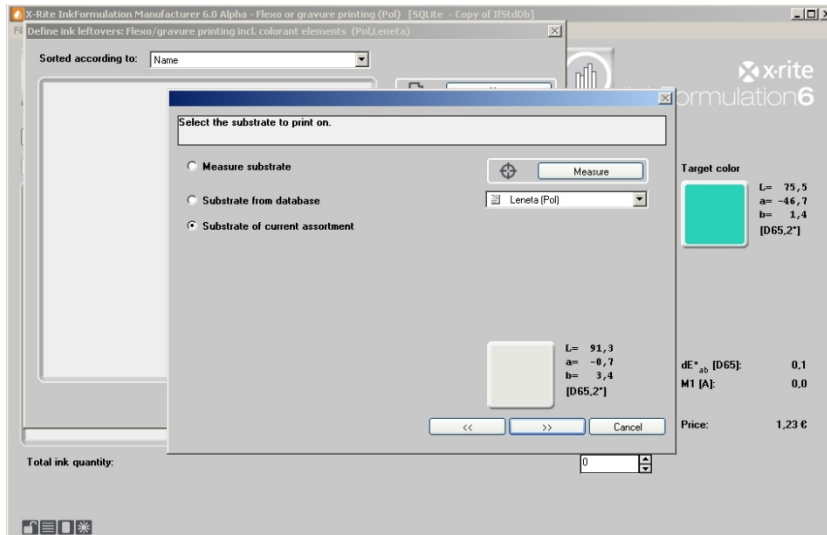 X-Rite InkFormulation Manufacturer 6.0 Alpha - Flexo or gravure printing (Pol) [SQLite - Copy of IfStdDb]
Define ink leftovers: Flexo/gravure printing incl. colorant elements (Pol,Leneta)
Sorted according to: Name
x·rite
ormulation6
Select the substrate to print on.
Measure substrate
Measure
Substrate from database
Leneta (Pol)
Substrate of current assortment
Target color
L= 75,5
a= -46,7
b= 1,4
[D65,2°]
L= 91,3
a= -0,7
b= 3,4
[D65,2°]
dE*ab [D65]: 0,1
M1 [A]: 0,0
<< >> Cancel
Price: 1,23 €
Total ink quantity: 0